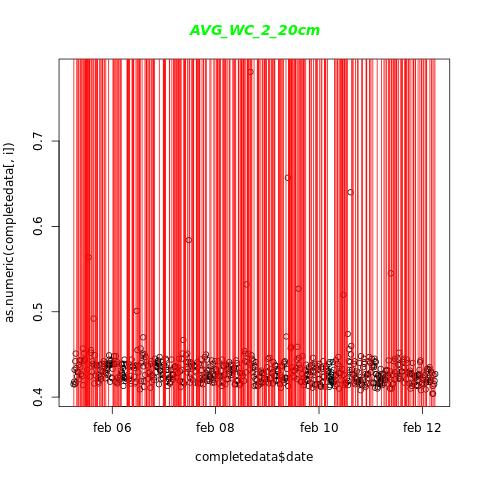 AVG_WC_2_20cm
as.numeric(completedata[, i])
0.7
0.6
0.5
0.4
feb 06
feb 08
feb 10
feb 12
completedata$date